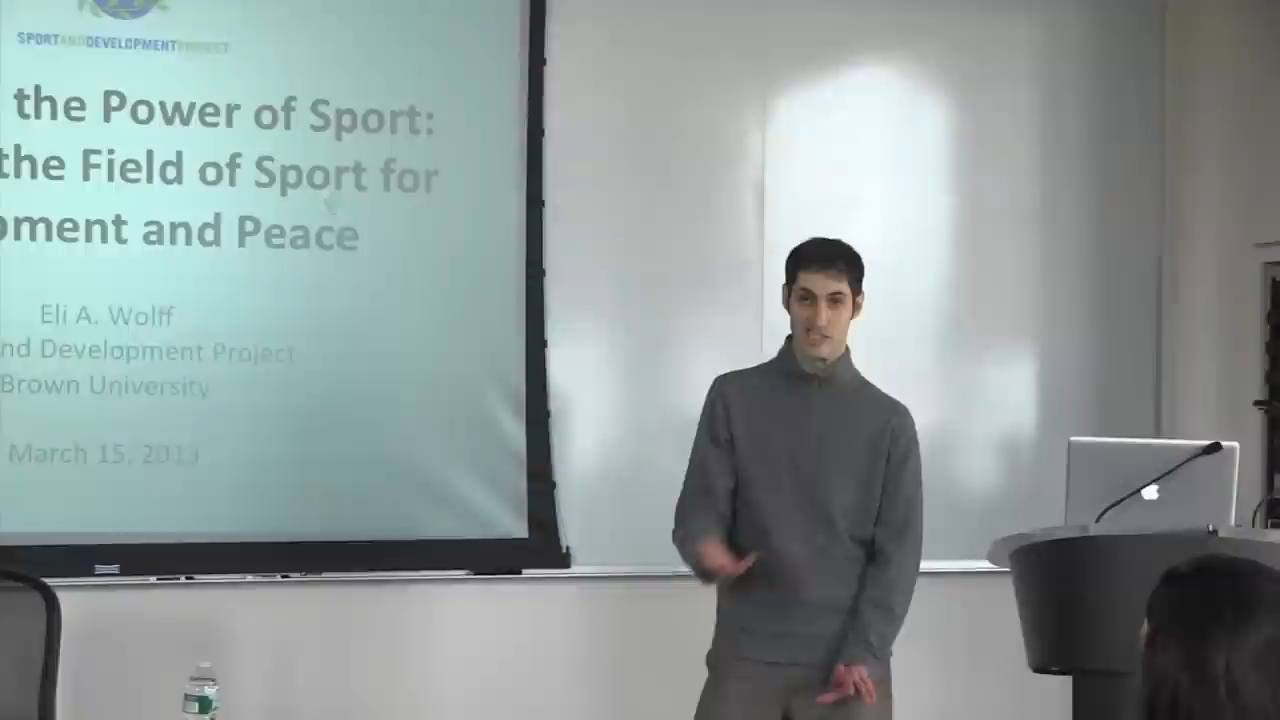 SPORTANDDEVELOPMENTPROJECT
the Power of Sport:
the Field of Sport for
pment and Peace
Eli A. Wolff
nd Development Project
Brown University
March 15, 2013